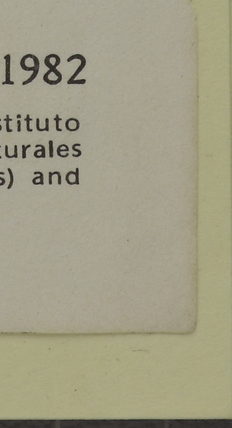 1982
stituto
turales
s) and